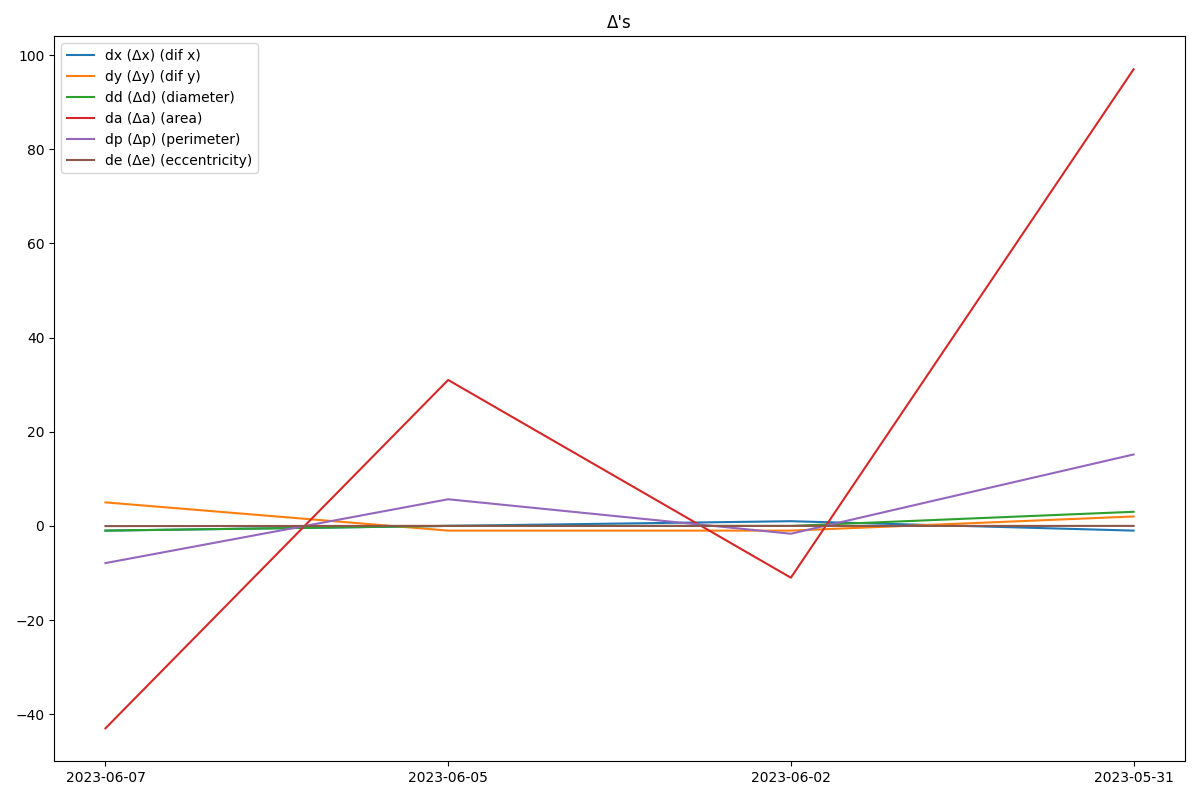 Δ's
dx (Δx) (dif x)
dy (Δy) (dif y)
dd (Δd) (diameter)
da (Δa) (area)
dp (Δp) (perimeter)
de (Δe) (eccentricity)
100
80
60
40
20
0
−20
−40
2023-06-07 2023-06-05 2023-06-02 2023-05-31